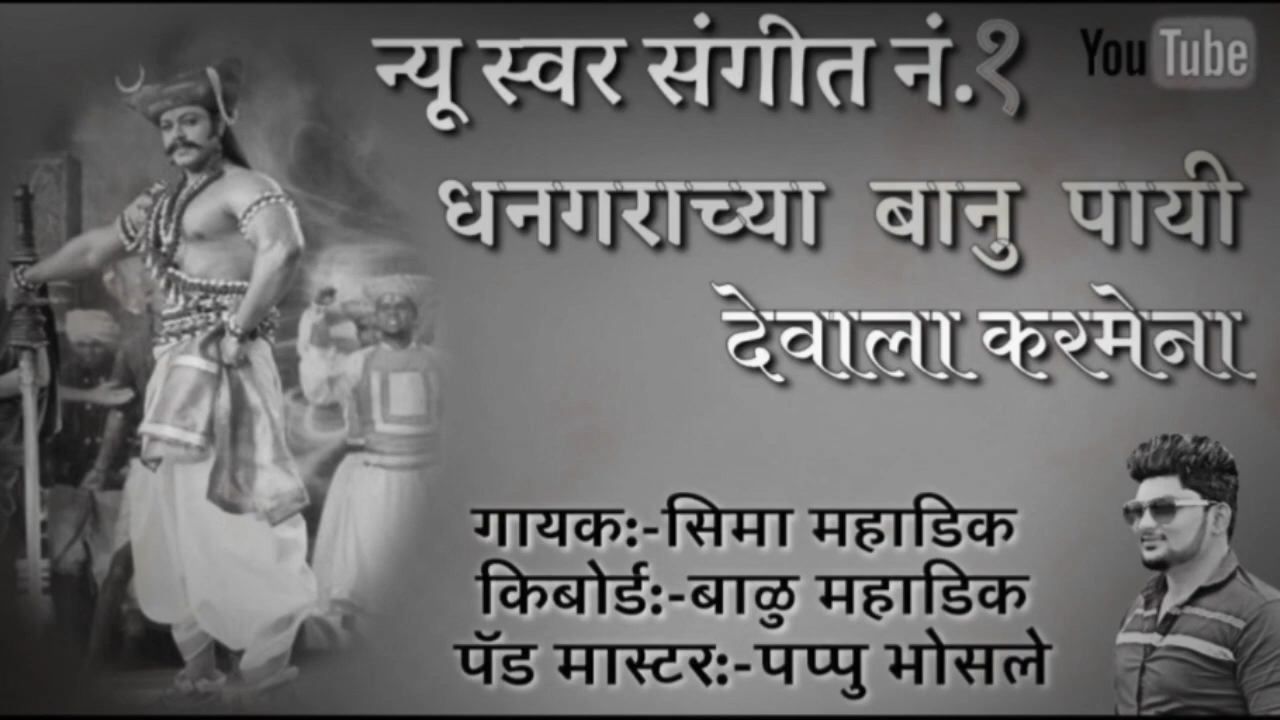 न्यू स्वर संगीत नं.१
YouTube
धनगराच्या बानु पायी
देवाला करमेना
गायक:-सिमा महाडिक
किबोर्ड:-बाळु महाडिक
पॅड मास्टर:-पप्पु भोसले